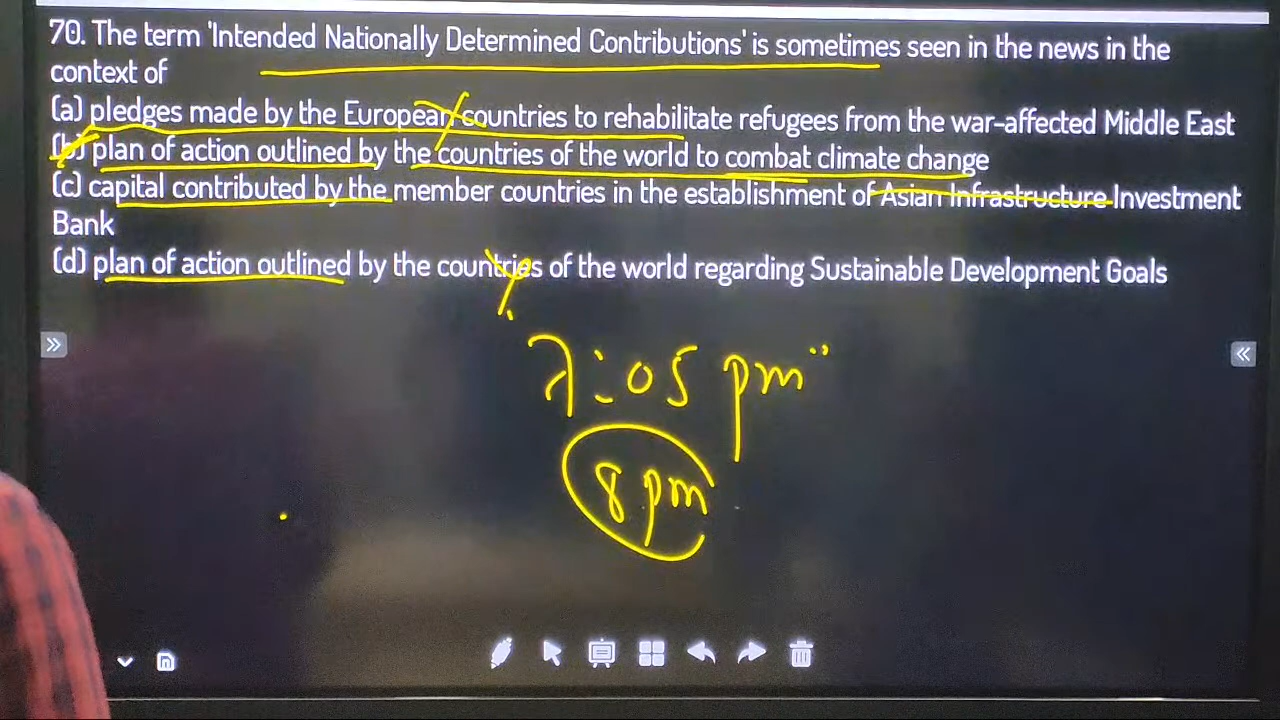 70. The term 'Intended Nationally Determined Contributions' is sometimes seen in the news in the
context of
(a) pledges made by the European countries to rehabilitate refugees from the war-affected Middle East
(b) plan of action outlined by the countries of the world to combat climate change
(c) capital contributed by the member countries in the establishment of Asian Infrastructure Investment
Bank
(d) plan of action outlined by the countries of the world regarding Sustainable Development Goals
7:05 pm
8 pm